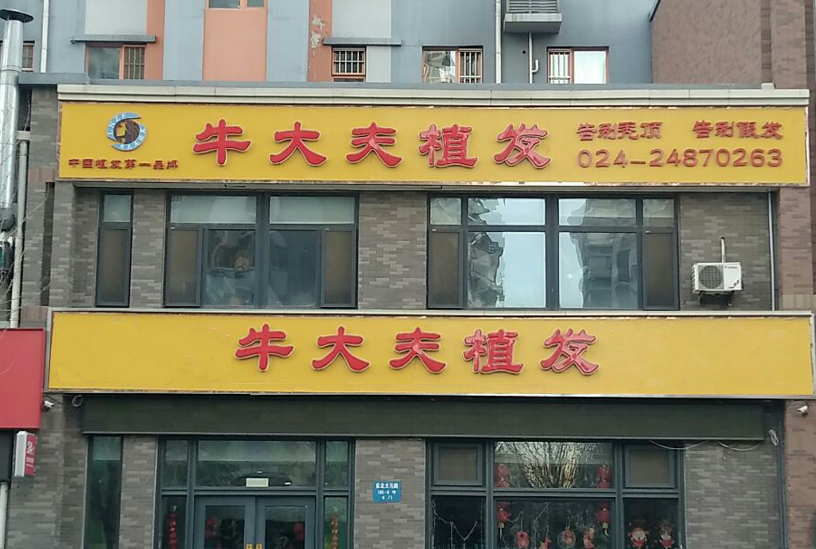 牛大夫植发
告别秃顶 告别假发
024-24870263
中国植发第一品牌
牛大夫植发